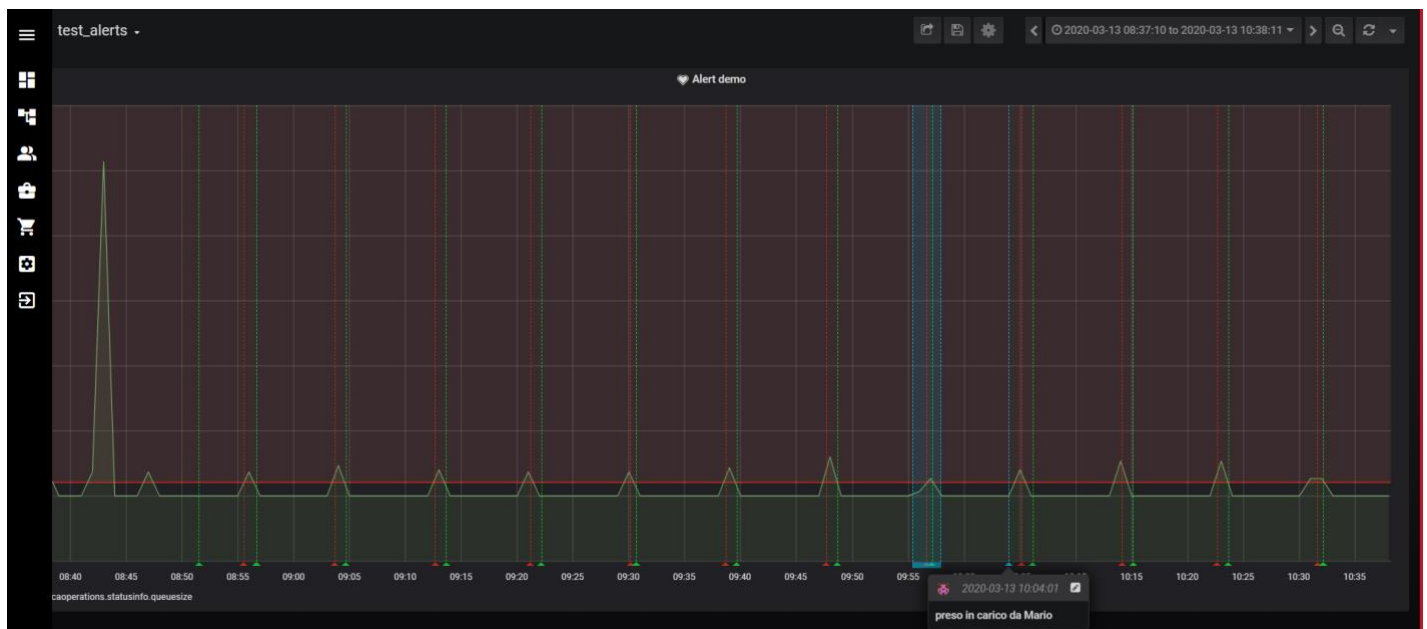 test_alerts
2020-03-13 08:37:10 to 2020-03-13 10:38:11
Alert demo
08:40 08:45 08:50 08:55 09:00 09:05 09:10 09:15 09:20 09:25 09:30 09:35 09:40 09:45 09:50 09:55 10:15 10:20 10:25 10:30 10:35
caoperations.statusinfo.queuesize
2020-03-13 10:04:01
preso in carico da Mario